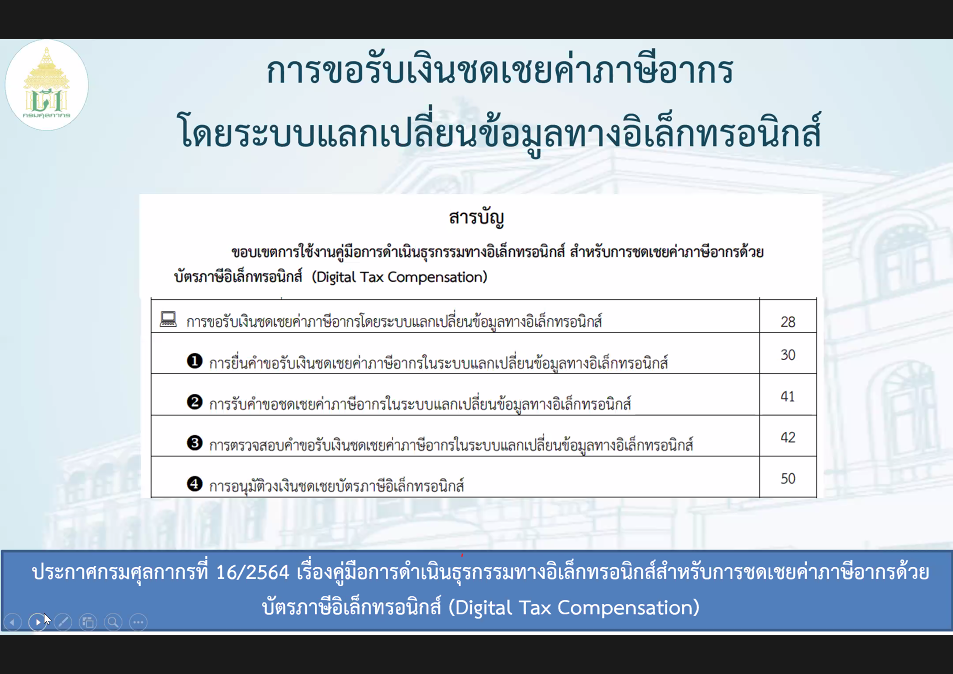 กรมศุลกากร
การขอรับเงินชดเชยค่าภาษีอากร
โดยระบบแลกเปลี่ยนข้อมูลทางอิเล็กทรอนิกส์
สารบัญ
ขอบเขตการใช้งานคู่มือการดำเนินธุรกรรมทางอิเล็กทรอนิกส์ สำหรับการชดเชยค่าภาษีอากรด้วย
บัตรภาษีอิเล็กทรอนิกส์ (Digital Tax Compensation)
การขอรับเงินชดเชยค่าภาษีอากรโดยระบบแลกเปลี่ยนข้อมูลทางอิเล็กทรอนิกส์ 28
❶ การยื่นคำขอรับเงินชดเชยค่าภาษีอากรในระบบแลกเปลี่ยนข้อมูลทางอิเล็กทรอนิกส์ 30
❷ การรับคำขอชดเชยค่าภาษีอากรในระบบแลกเปลี่ยนข้อมูลทางอิเล็กทรอนิกส์ 41
❸ การตรวจสอบคำขอรับเงินชดเชยค่าภาษีอากรในระบบแลกเปลี่ยนข้อมูลทางอิเล็กทรอนิกส์ 42
❹ การอนุมัติวงเงินชดเชยบัตรภาษีอิเล็กทรอนิกส์ 50
ประกาศกรมศุลกากรที่ 16/2564 เรื่องคู่มือการดำเนินธุรกรรมทางอิเล็กทรอนิกส์สำหรับการชดเชยค่าภาษีอากรด้วย
บัตรภาษีอิเล็กทรอนิกส์ (Digital Tax Compensation)